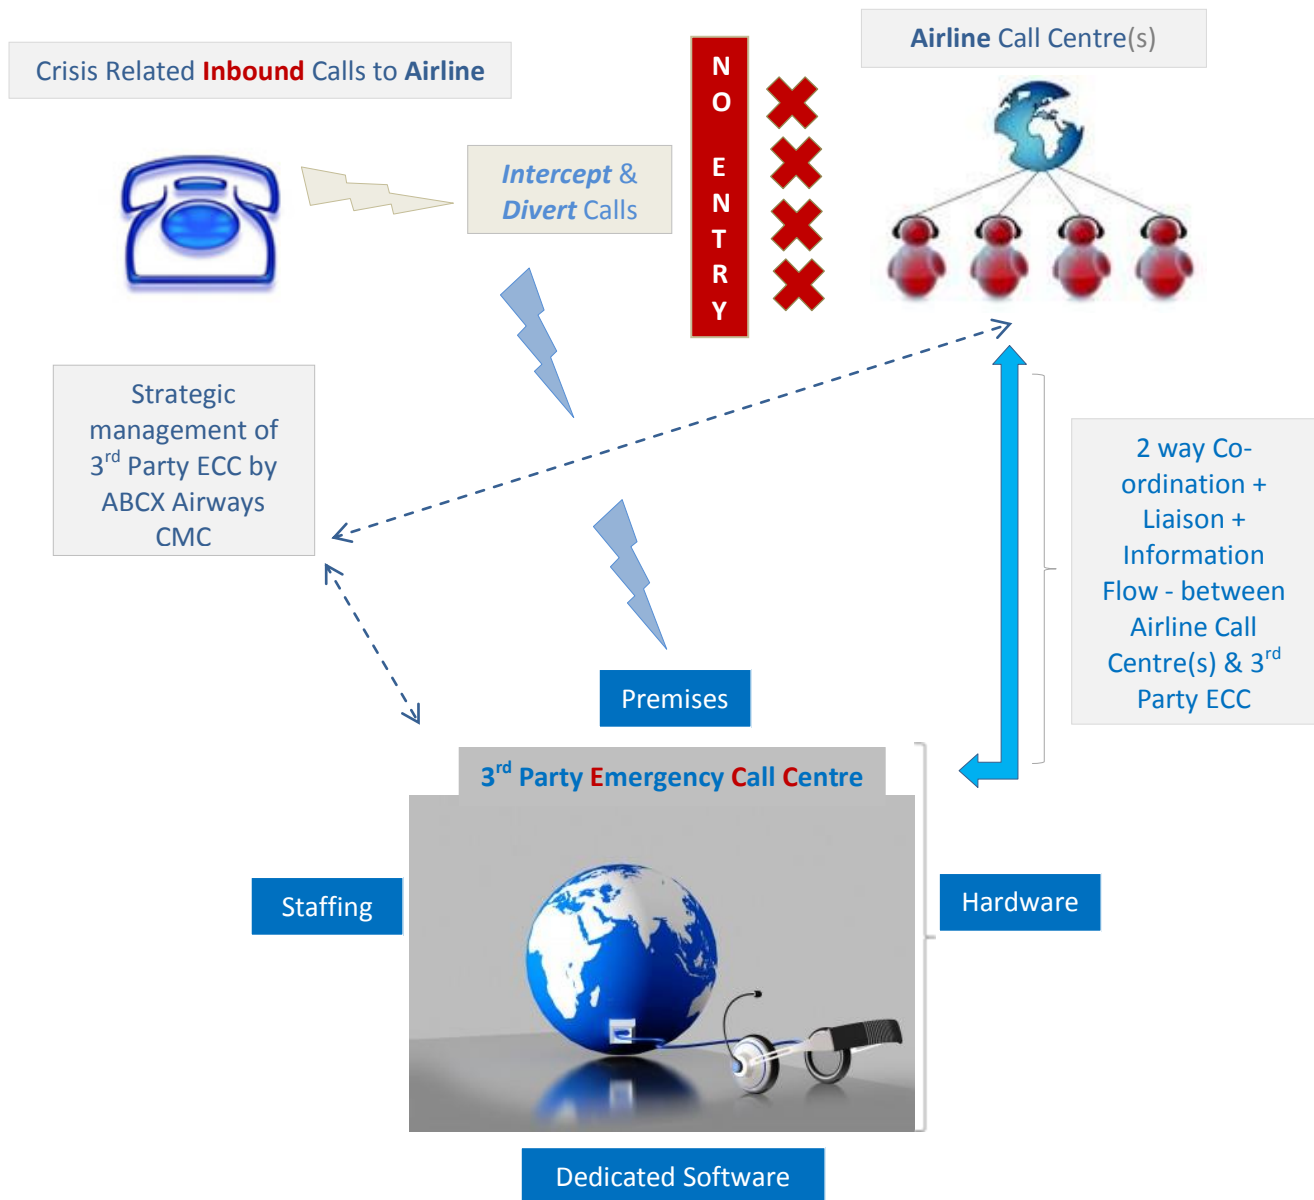 Crisis Related Inbound Calls to Airline
Airline Call Centre(s)
Intercept &
Divert Calls
N
O
E
N
T
R
Y
Strategic
management of
3rd Party ECC by
ABCX Airways
CMC
2 way Co-
ordination +
Liaison +
Information
Flow - between
Airline Call
Centre(s) & 3rd
Party ECC
Premises
3rd Party Emergency Call Centre
Staffing
Hardware
Dedicated Software